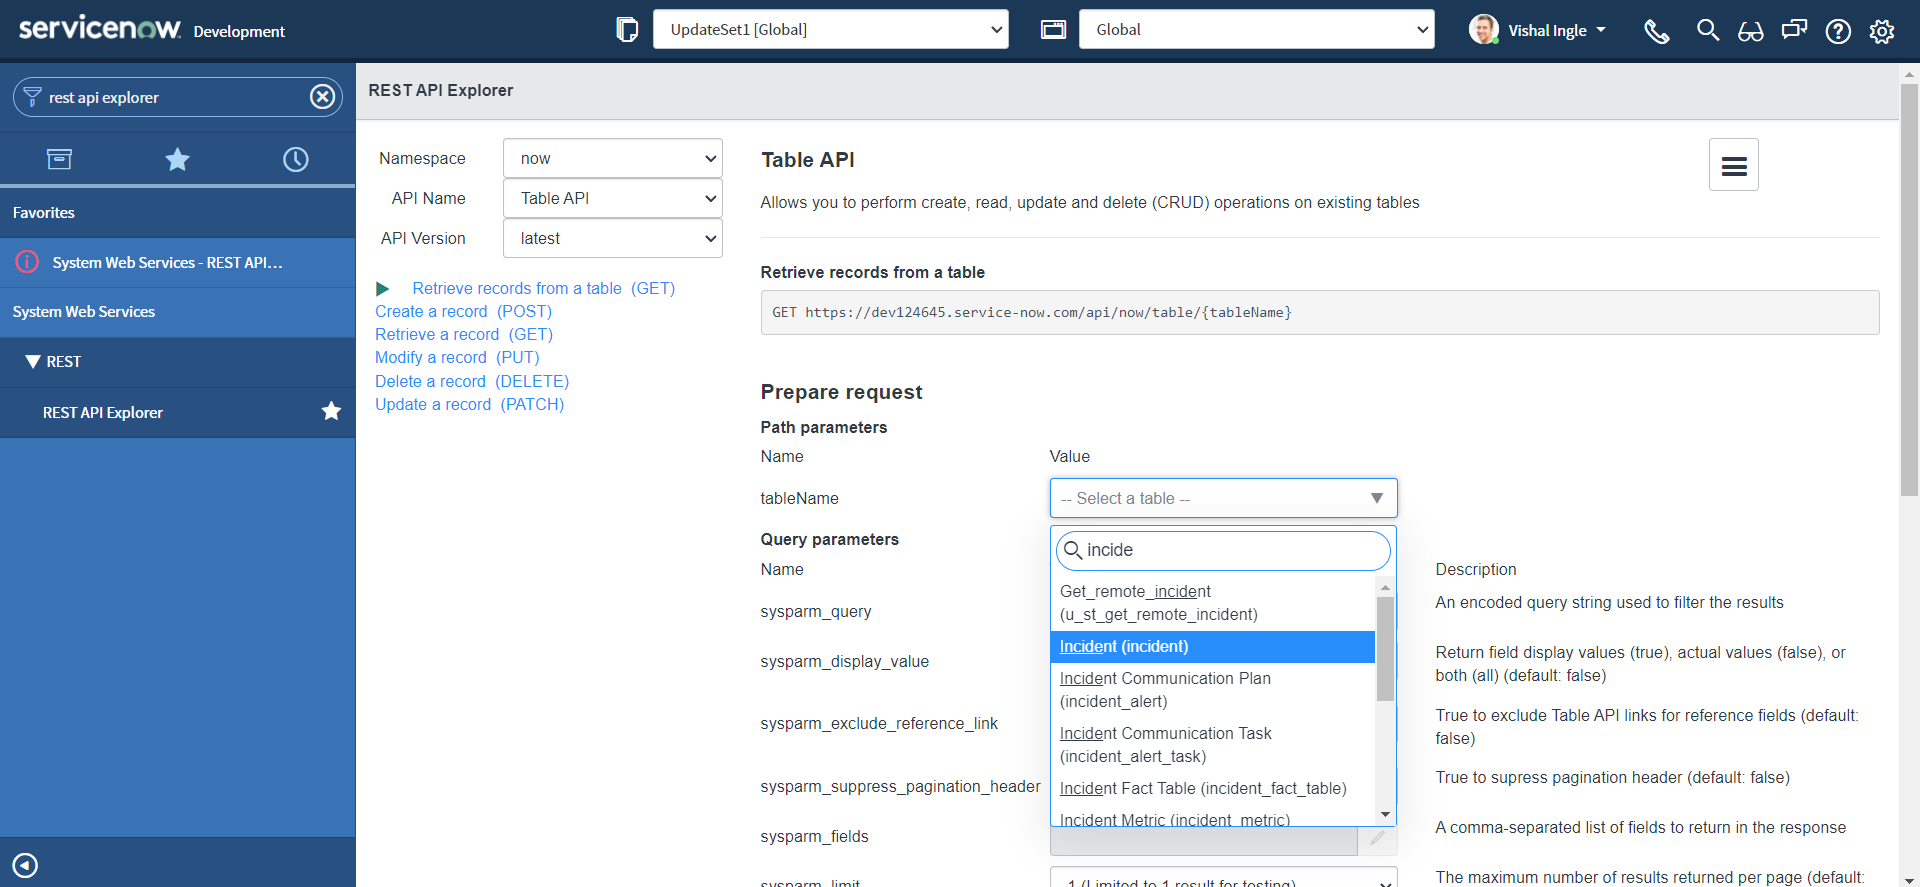 servicenow. Development
UpdateSet1 [Global]
Global
Vishal Ingle
rest api explorer
Favorites
System Web Services - REST API...
System Web Services
REST
REST API Explorer
REST API Explorer
Namespace now
API Name Table API
API Version latest
Retrieve records from a table (GET)
Create a record (POST)
Retrieve a record (GET)
Modify a record (PUT)
Delete a record (DELETE)
Update a record (PATCH)
Table API
Allows you to perform create, read, update and delete (CRUD) operations on existing tables
Retrieve records from a table
GET https://dev124645.service-now.com/api/now/table/{tableName}
Prepare request
Path parameters
Name Value
tableName -- Select a table --
Query parameters
incide
Name Description
Get_remote_incident
(u_st_get_remote_incident)
sysparm_query An encoded query string used to filter the results
Incident (incident)
sysparm_display_value Return field display values (true), actual values (false), or
both (all) (default: false)
Incident Communication Plan
(incident_alert)
sysparm_exclude_reference_link True to exclude Table API links for reference fields (default:
false)
Incident Communication Task
(incident_alert_task)
sysparm_suppress_pagination_header True to supress pagination header (default: false)
Incident Fact Table (incident_fact_table)
Incident Metric (incident_metric)
sysparm_fields A comma-separated list of fields to return in the response
sysparm_limit 1 (Limited to 1 result for testing) The maximum number of results returned per page (default: